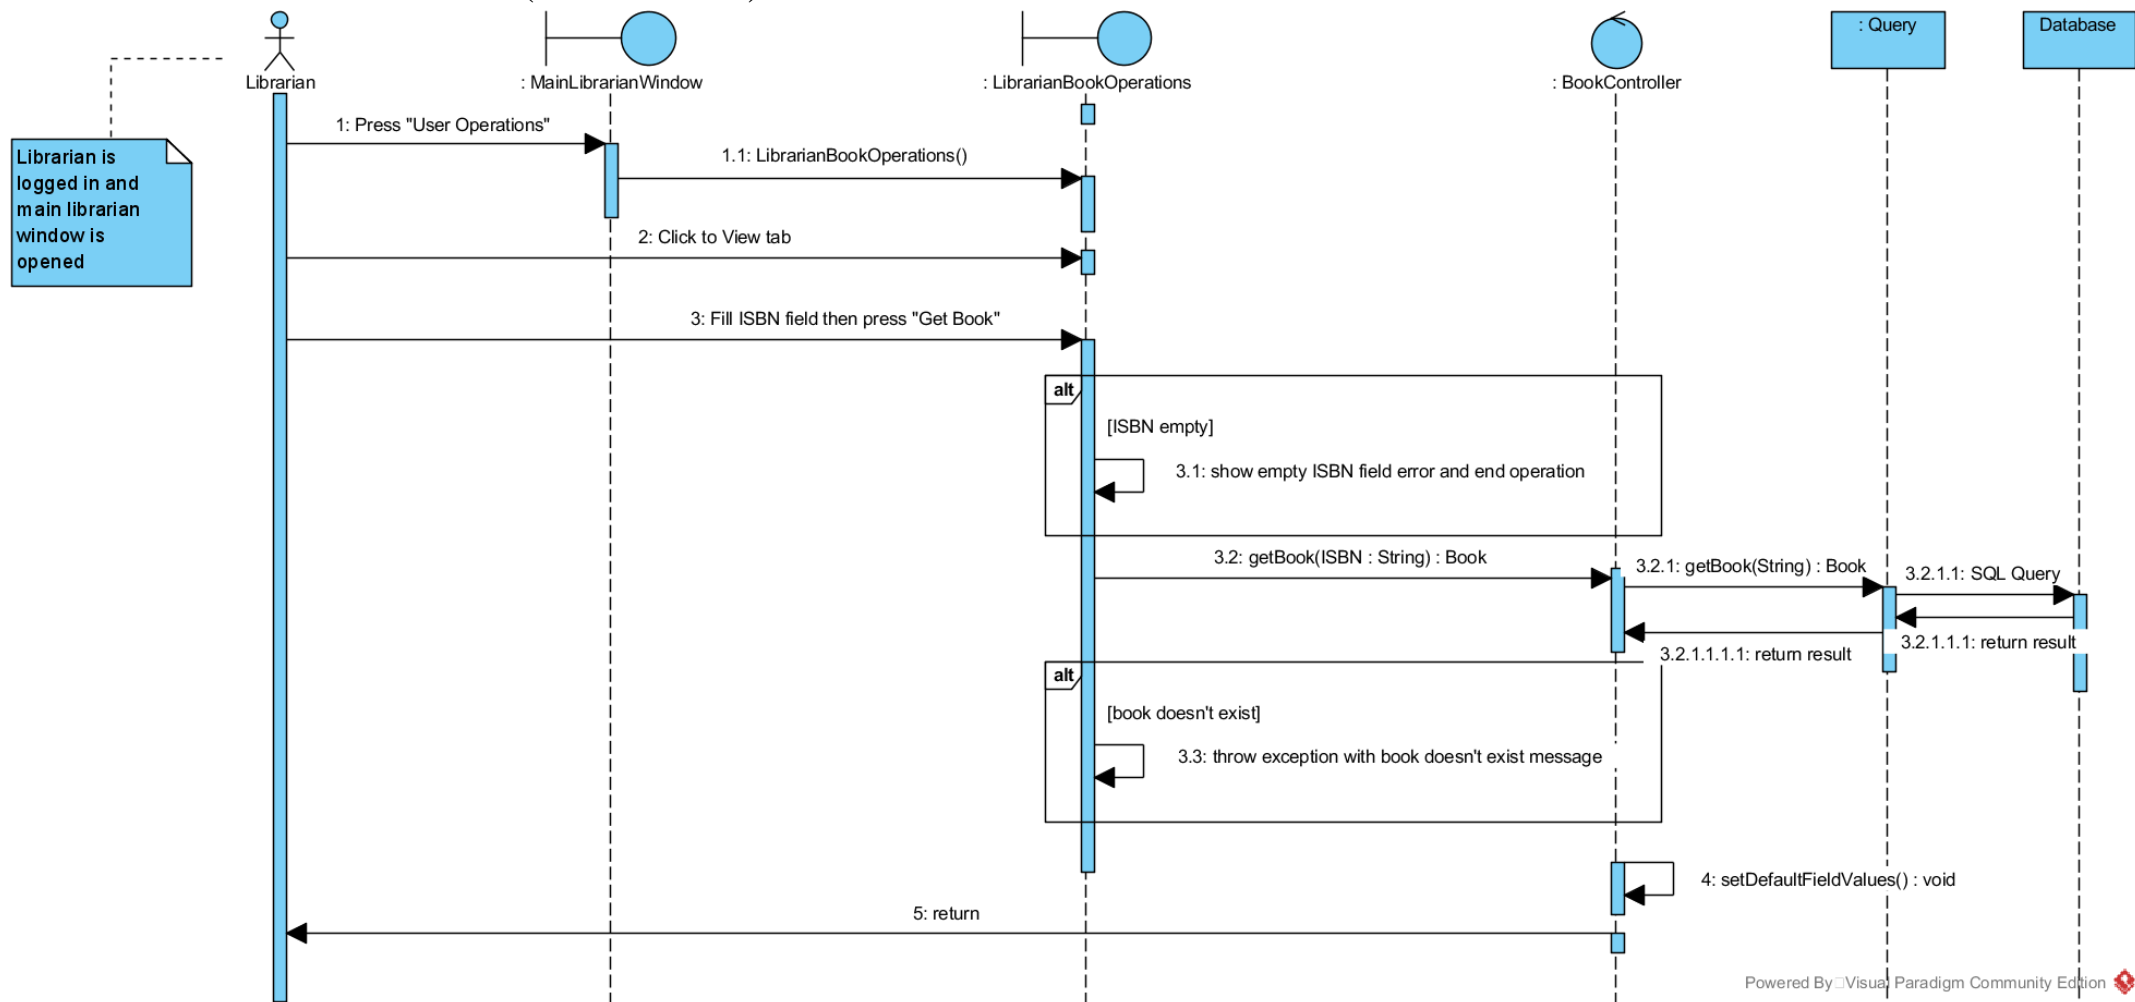 Librarian
: MainLibrarianWindow
: LibrarianBookOperations
: BookController
: Query
Database
Librarian is
logged in and
main librarian
window is
opened
1: Press "User Operations"
1.1: LibrarianBookOperations()
2: Click to View tab
3: Fill ISBN field then press "Get Book"
alt
[ISBN empty]
3.1: show empty ISBN field error and end operation
3.2: getBook(ISBN : String) : Book
3.2.1: getBook(String) : Book
3.2.1.1: SQL Query
3.2.1.1.1: return result
3.2.1.1.1.1: return result
alt
[book doesn't exist]
3.3: throw exception with book doesn't exist message
4: setDefaultFieldValues() : void
5: return
Powered By Visual Paradigm Community Edition